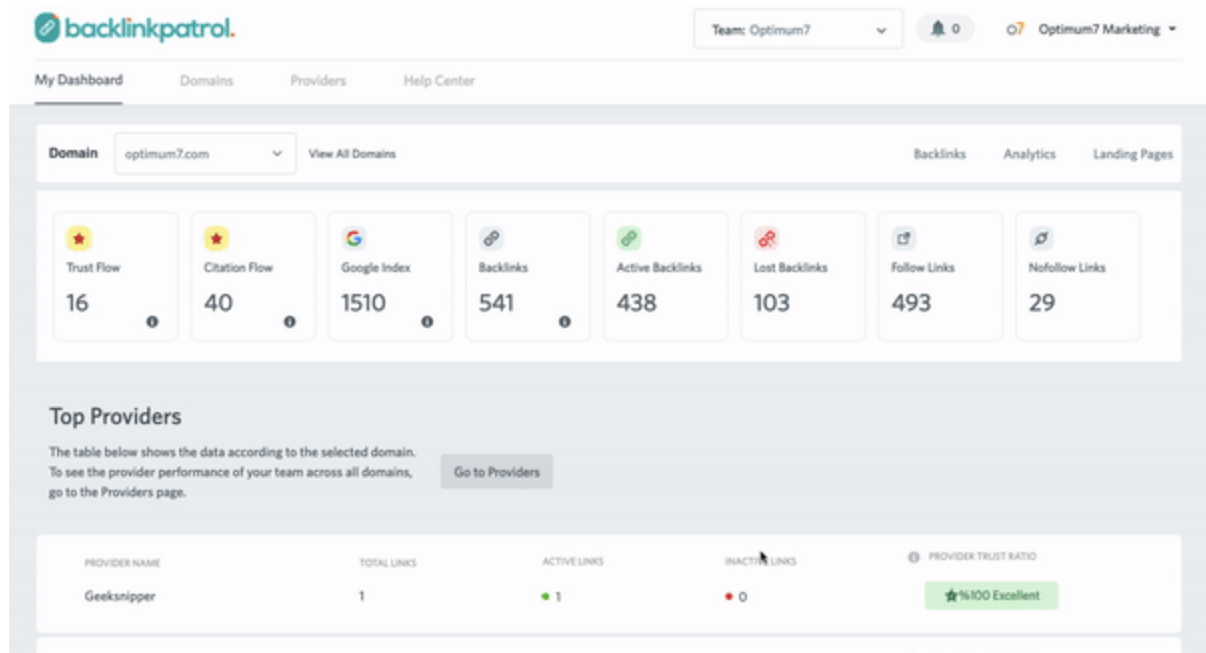 backlinkpatrol.
Team: Optimum7
0
o7 Optimum7 Marketing
My Dashboard Domains Providers Help Center
Domain optimum7.com View All Domains Backlinks Analytics Landing Pages
Trust Flow Citation Flow Google Index Backlinks Active Backlinks Lost Backlinks Follow Links Nofollow Links
16 40 1510 541 438 103 493 29
Top Providers
The table below shows the data according to the selected domain.
To see the provider performance of your team across all domains,
go to the Providers page.
Go to Providers
PROVIDER NAME TOTAL LINKS ACTIVE LINKS INACTIVE LINKS PROVIDER TRUST RATIO
Geeksnipper 1 1 0 %100 Excellent